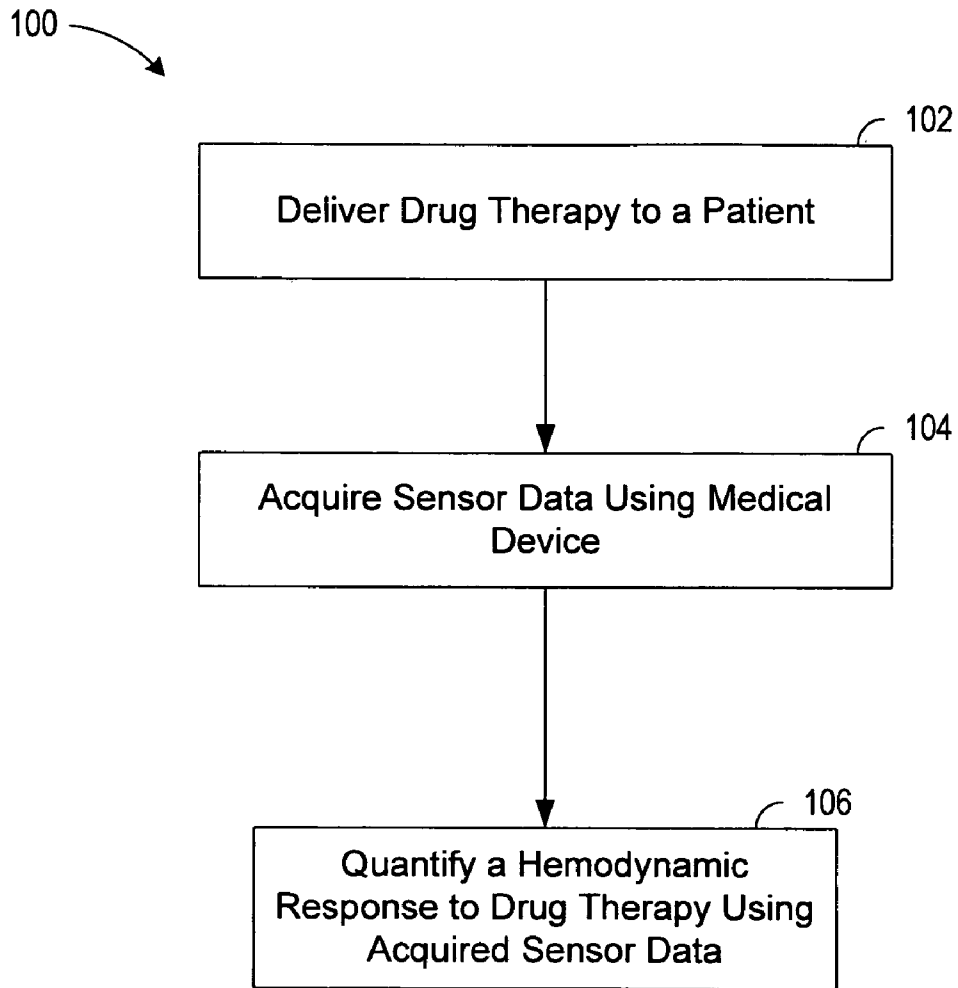 100
102
Deliver Drug Therapy to a Patient
104
Acquire Sensor Data Using Medical
Device
106
Quantify a Hemodynamic
Response to Drug Therapy Using
Acquired Sensor Data